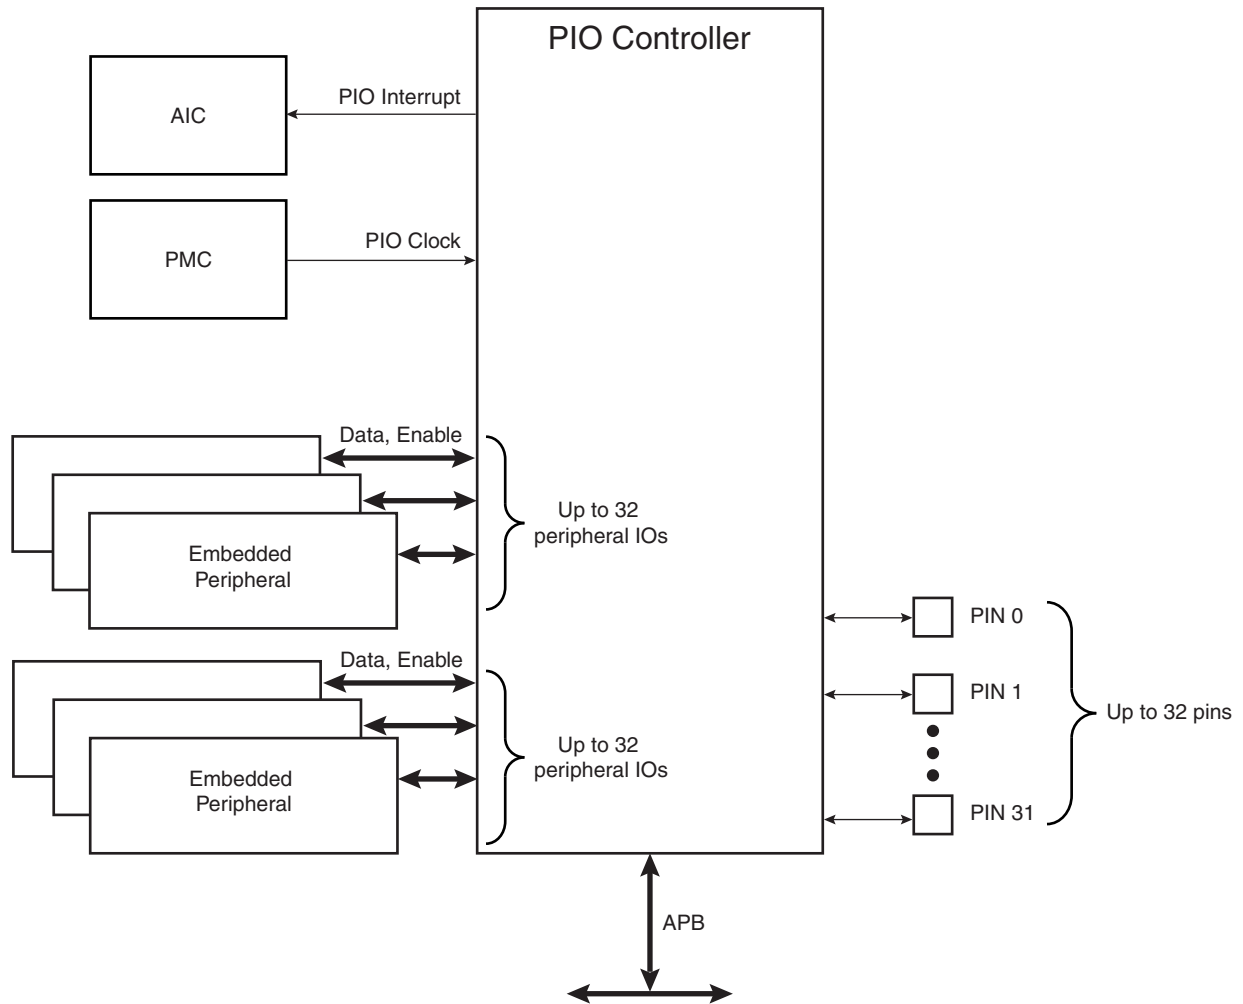 PIO Controller
PIO Interrupt
AIC
PIO Clock
PMC
Data, Enable
Up to 32
peripheral IOs
Embedded
Peripheral
PIN 0
Data, Enable
PIN 1
Up to 32 pins
Up to 32
peripheral IOs
Embedded
Peripheral
PIN 31
APB